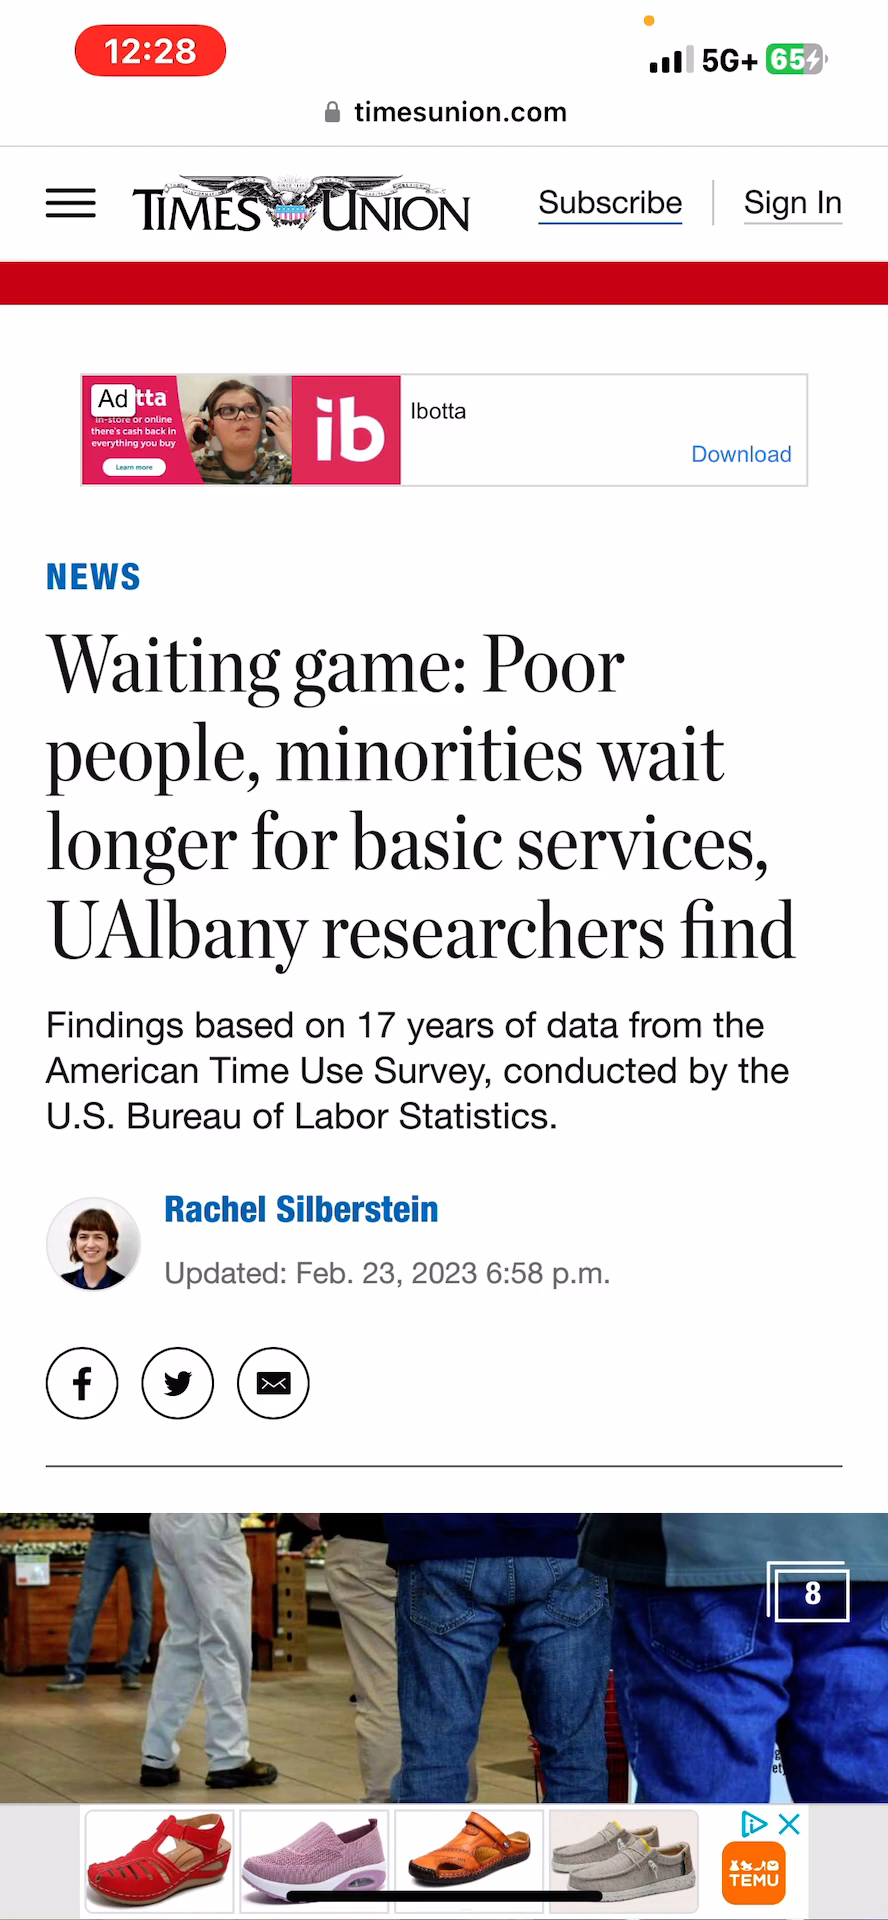 12:28
5G+ 65
timesunion.com
TIMES UNION
Subscribe
Sign In
Ad
tta
in-store or online
there's cash back in
everything you buy
Learn more
ib
Ibotta
Download
NEWS
Waiting game: Poor
people, minorities wait
longer for basic services,
UAlbany researchers find
Findings based on 17 years of data from the
American Time Use Survey, conducted by the
U.S. Bureau of Labor Statistics.
Rachel Silberstein
Updated: Feb. 23, 2023 6:58 p.m.
8
TEMU